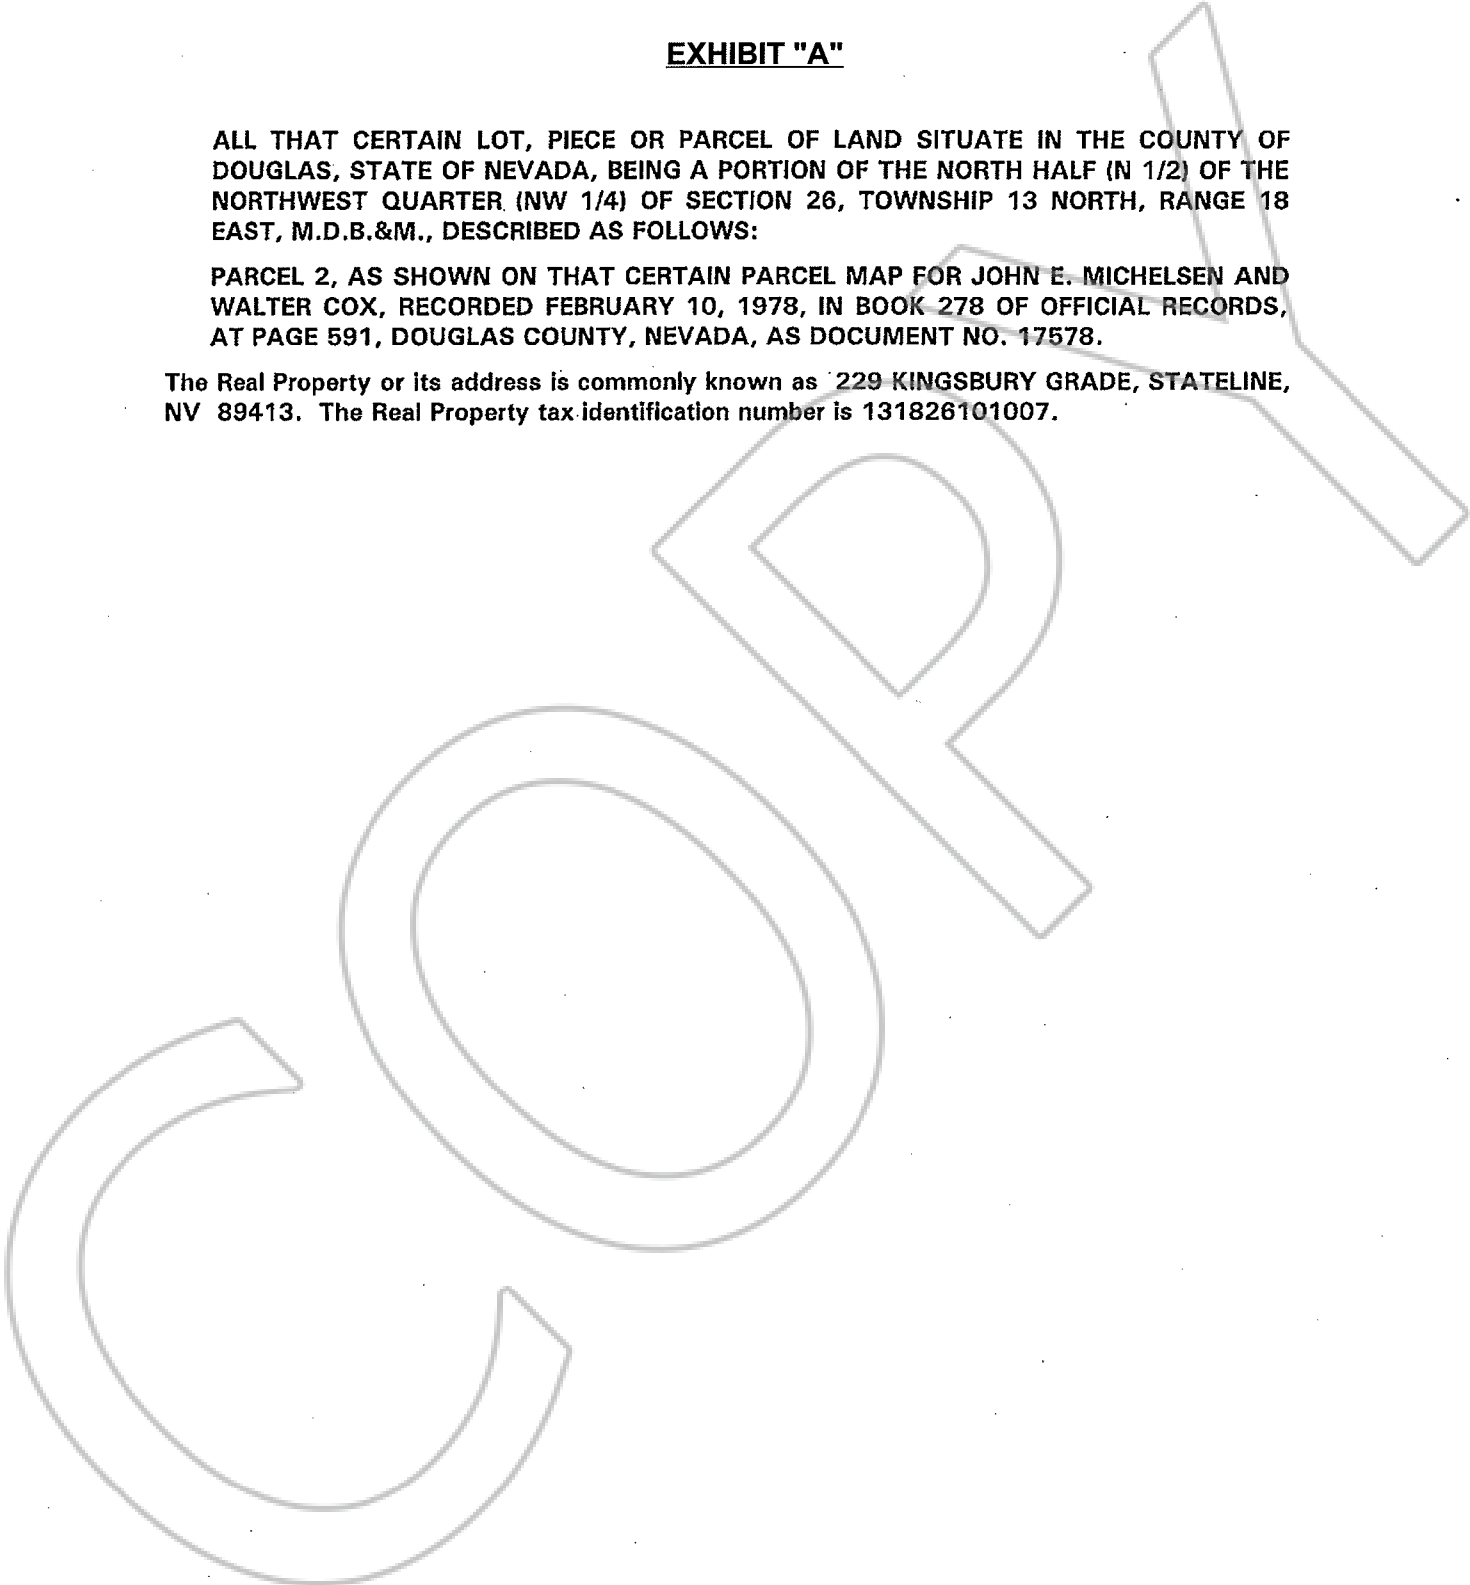 EXHIBIT "A"
ALL THAT CERTAIN LOT, PIECE OR PARCEL OF LAND SITUATE IN THE COUNTY OF
DOUGLAS, STATE OF NEVADA, BEING A PORTION OF THE NORTH HALF (N 1/2) OF THE
NORTHWEST QUARTER (NW 1/4) OF SECTION 26, TOWNSHIP 13 NORTH, RANGE 18
EAST, M.D.B.&M., DESCRIBED AS FOLLOWS:
PARCEL 2, AS SHOWN ON THAT CERTAIN PARCEL MAP FOR JOHN E. MICHELSEN AND
WALTER COX, RECORDED FEBRUARY 10, 1978, IN BOOK 278 OF OFFICIAL RECORDS,
AT PAGE 591, DOUGLAS COUNTY, NEVADA, AS DOCUMENT NO. 17578.
The Real Property or its address is commonly known as 229 KINGSBURY GRADE, STATELINE,
NV 89413. The Real Property tax identification number is 131826101007.
COPY